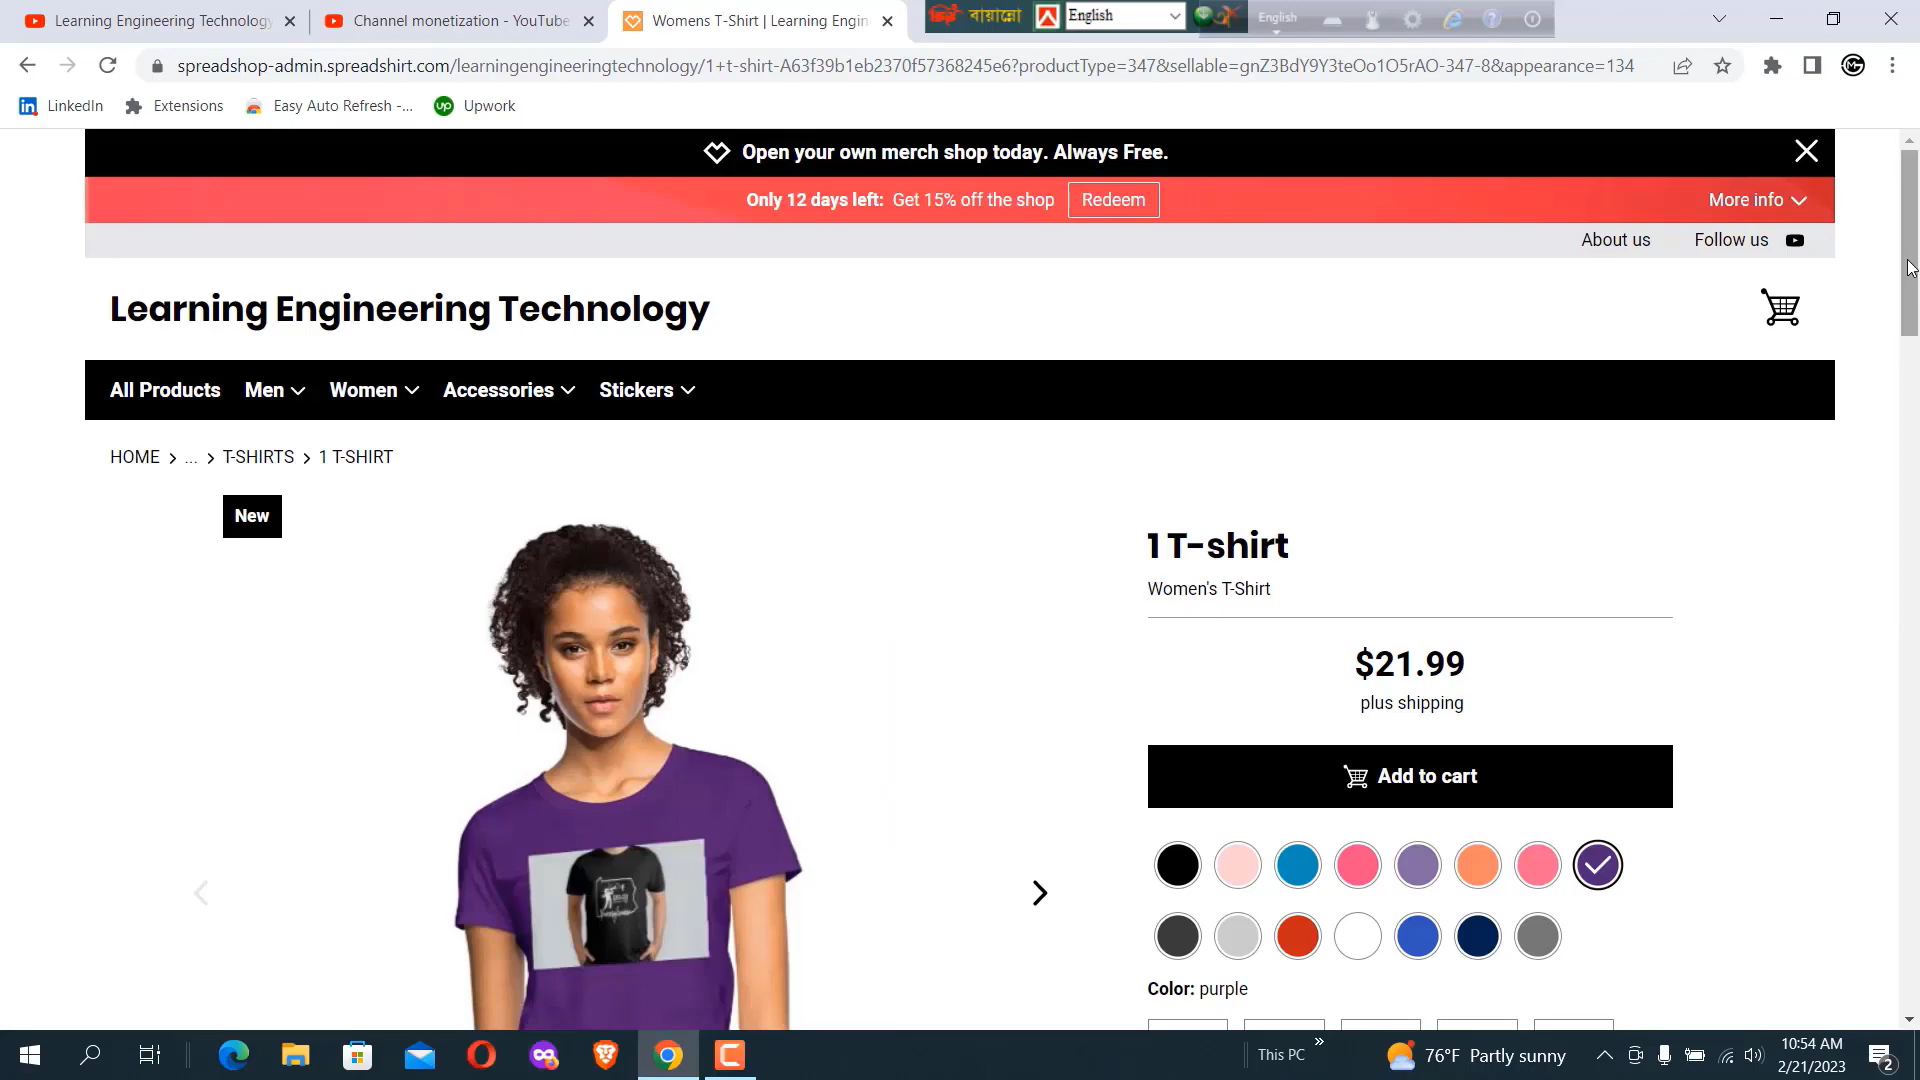 Learning Engineering Technology
Channel monetization - YouTube
Womens T-Shirt | Learning Engin
বায়ান্নো
English
English
spreadshop-admin.spreadshirt.com/learningengineeringtechnology/1+t-shirt-A63f39b1eb2370f57368245e6?productType=347&sellable=gnZ3BdY9Y3teOo1O5rAO-347-8&appearance=134
LinkedIn
Extensions
Easy Auto Refresh -...
Upwork
Open your own merch shop today. Always Free.
Only 12 days left: Get 15% off the shop
Redeem
More info
About us
Follow us
Learning Engineering Technology
All Products
Men
Women
Accessories
Stickers
HOME > ... > T-SHIRTS > 1 T-SHIRT
New
1 T-shirt
Women's T-Shirt
$21.99
plus shipping
Add to cart
Color: purple
This PC
76°F Partly sunny
10:54 AM
2/21/2023
2